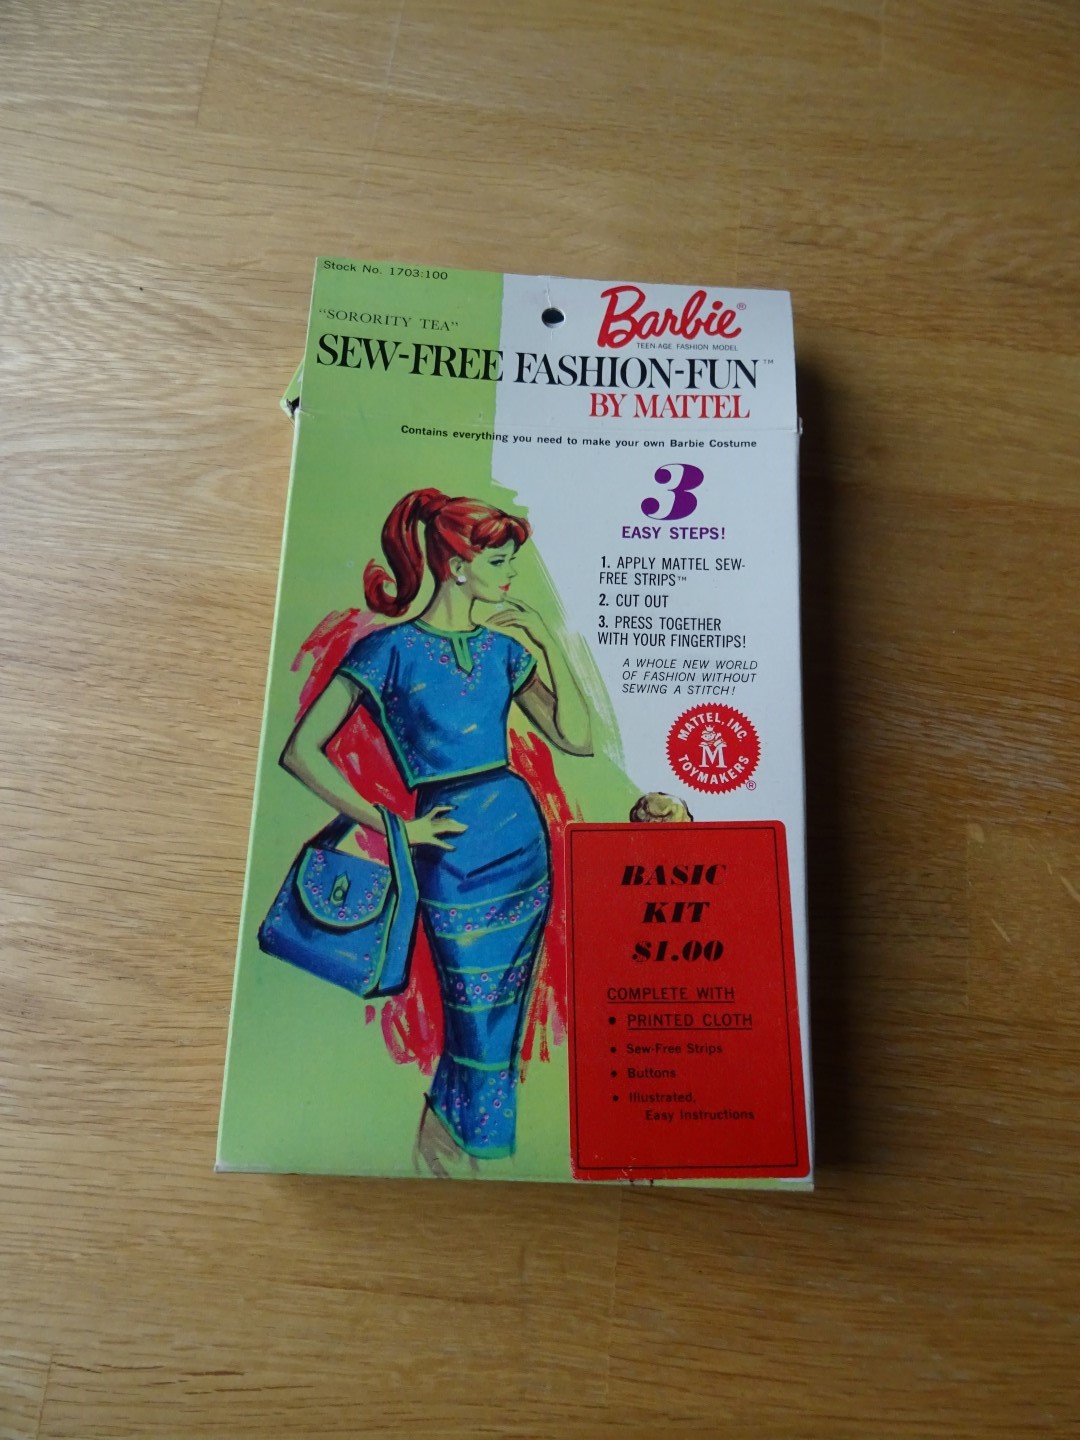 Stock No. 1703:100
"SORORITY TEA"
Barbie®
TEEN-AGE FASHION MODEL
SEW-FREE FASHION-FUN™
BY MATTEL
Contains everything you need to make your own Barbie Costume
3
EASY STEPS!
1. APPLY MATTEL SEW-
FREE STRIPS™
2. CUT OUT
3. PRESS TOGETHER
WITH YOUR FINGERTIPS!
A WHOLE NEW WORLD
OF FASHION WITHOUT
SEWING A STITCH!
MATTEL, INC.
M
TOYMAKERS
®
BASIC
KIT
$1.00
COMPLETE WITH
• PRINTED CLOTH
• Sew-Free Strips
• Buttons
• Illustrated,
Easy Instructions